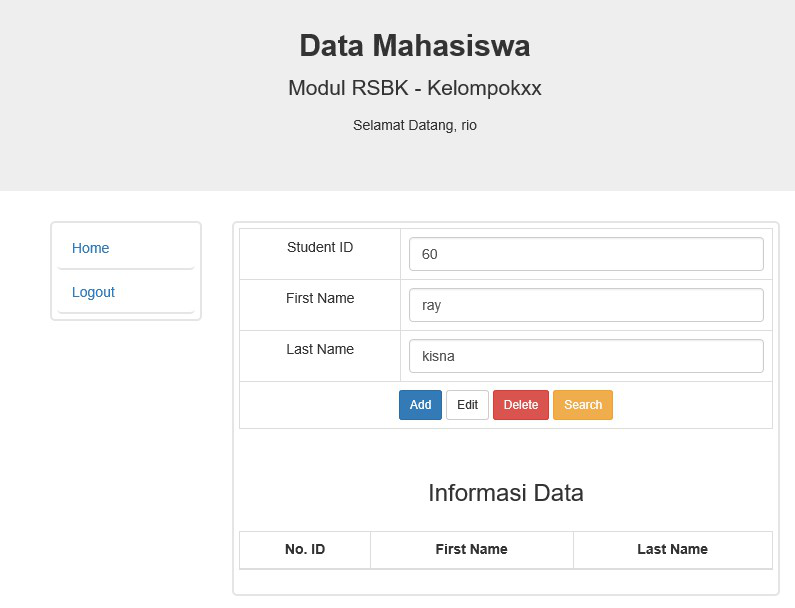 Data Mahasiswa
Modul RSBK - Kelompokxx
Selamat Datang, rio
Home
Logout
Student ID 60
First Name ray
Last Name kisna
Add Edit Delete Search
Informasi Data
No. ID First Name Last Name